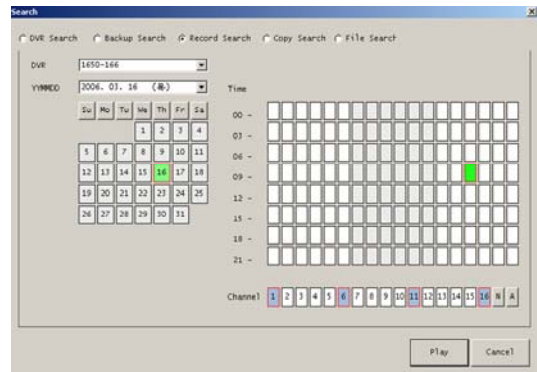 Search
DVR Search Backup Search Record Search Copy Search File Search
DVR 1650-166
YYMMDD 2006. 03. 16 (목) Time
Su Mo Tu We Th Fr Sa
00 -
1 2 3 4
03 -
5 6 7 8 9 10 11
06 -
12 13 14 15 16 17 18
09 -
19 20 21 22 23 24 25
12 -
26 27 28 29 30 31
15 -
18 -
21 -
Channel 1 2 3 4 5 6 7 8 9 10 11 12 13 14 15 16 N A
Play Cancel